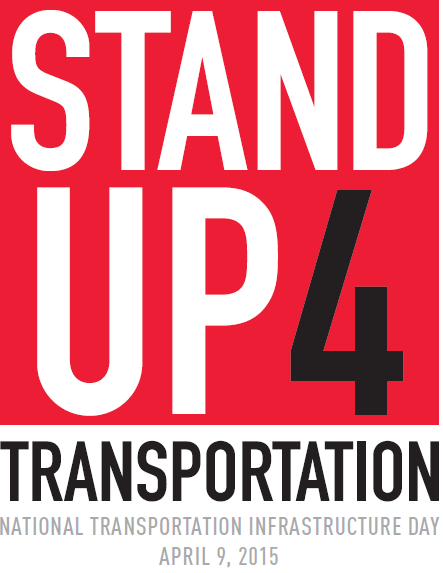 STAND
UP4
TRANSPORTATION
NATIONAL TRANSPORTATION INFRASTRUCTURE DAY
APRIL 9, 2015